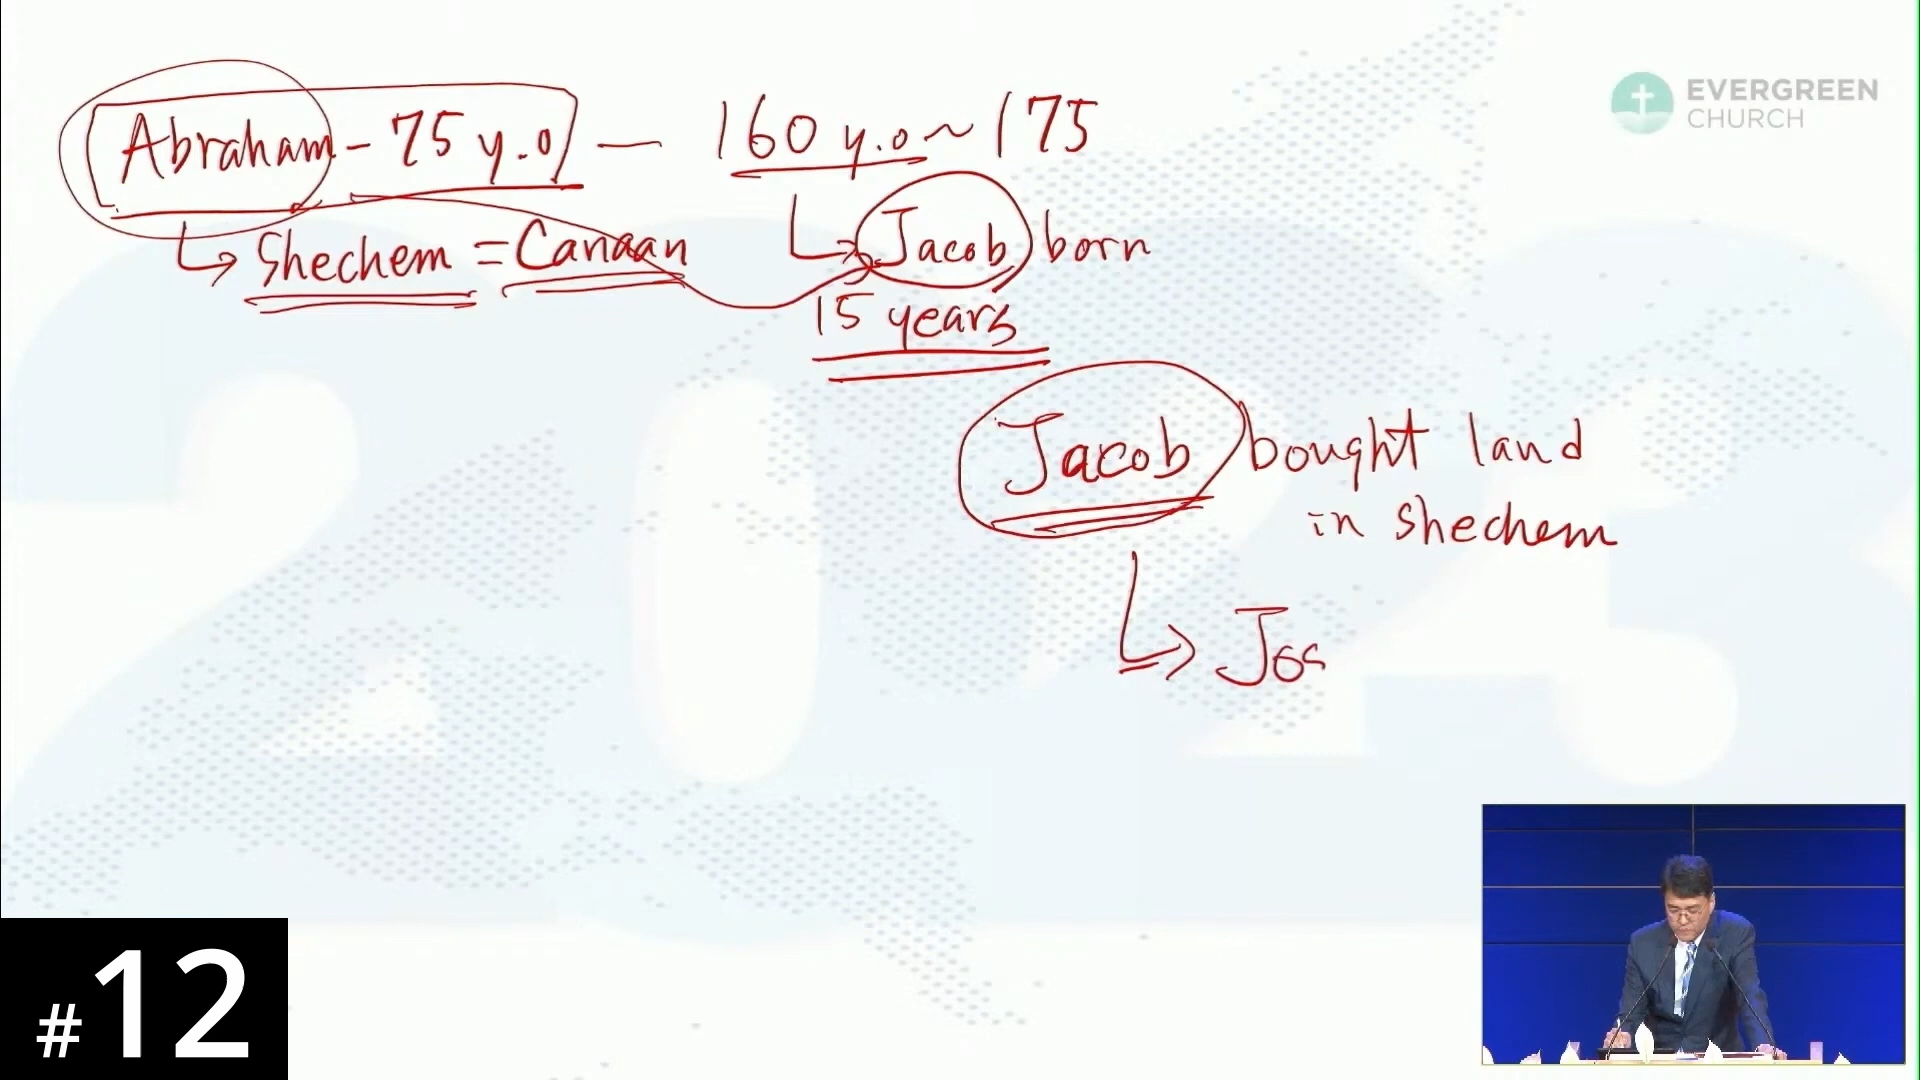 EVERGREEN
CHURCH
Abraham - 75 y.o — 160 y.o ~ 175
↳ Shechem = Canaan ↳ Jacob born
15 years
Jacob bought land
in Shechem
↳ Jos
#12